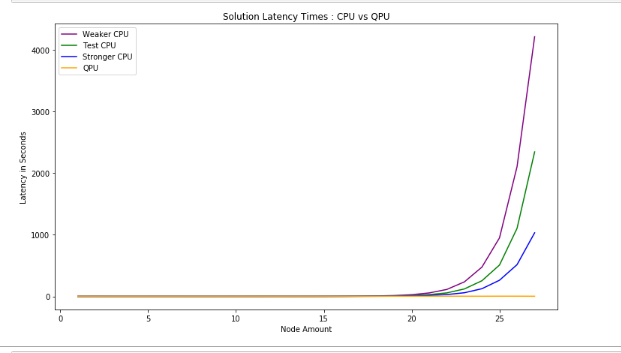 Solution Latency Times : CPU vs QPU
Weaker CPU
Test CPU
Stronger CPU
QPU
Latency in Seconds
4000
3000
2000
1000
0
0 5 10 15 20 25
Node Amount